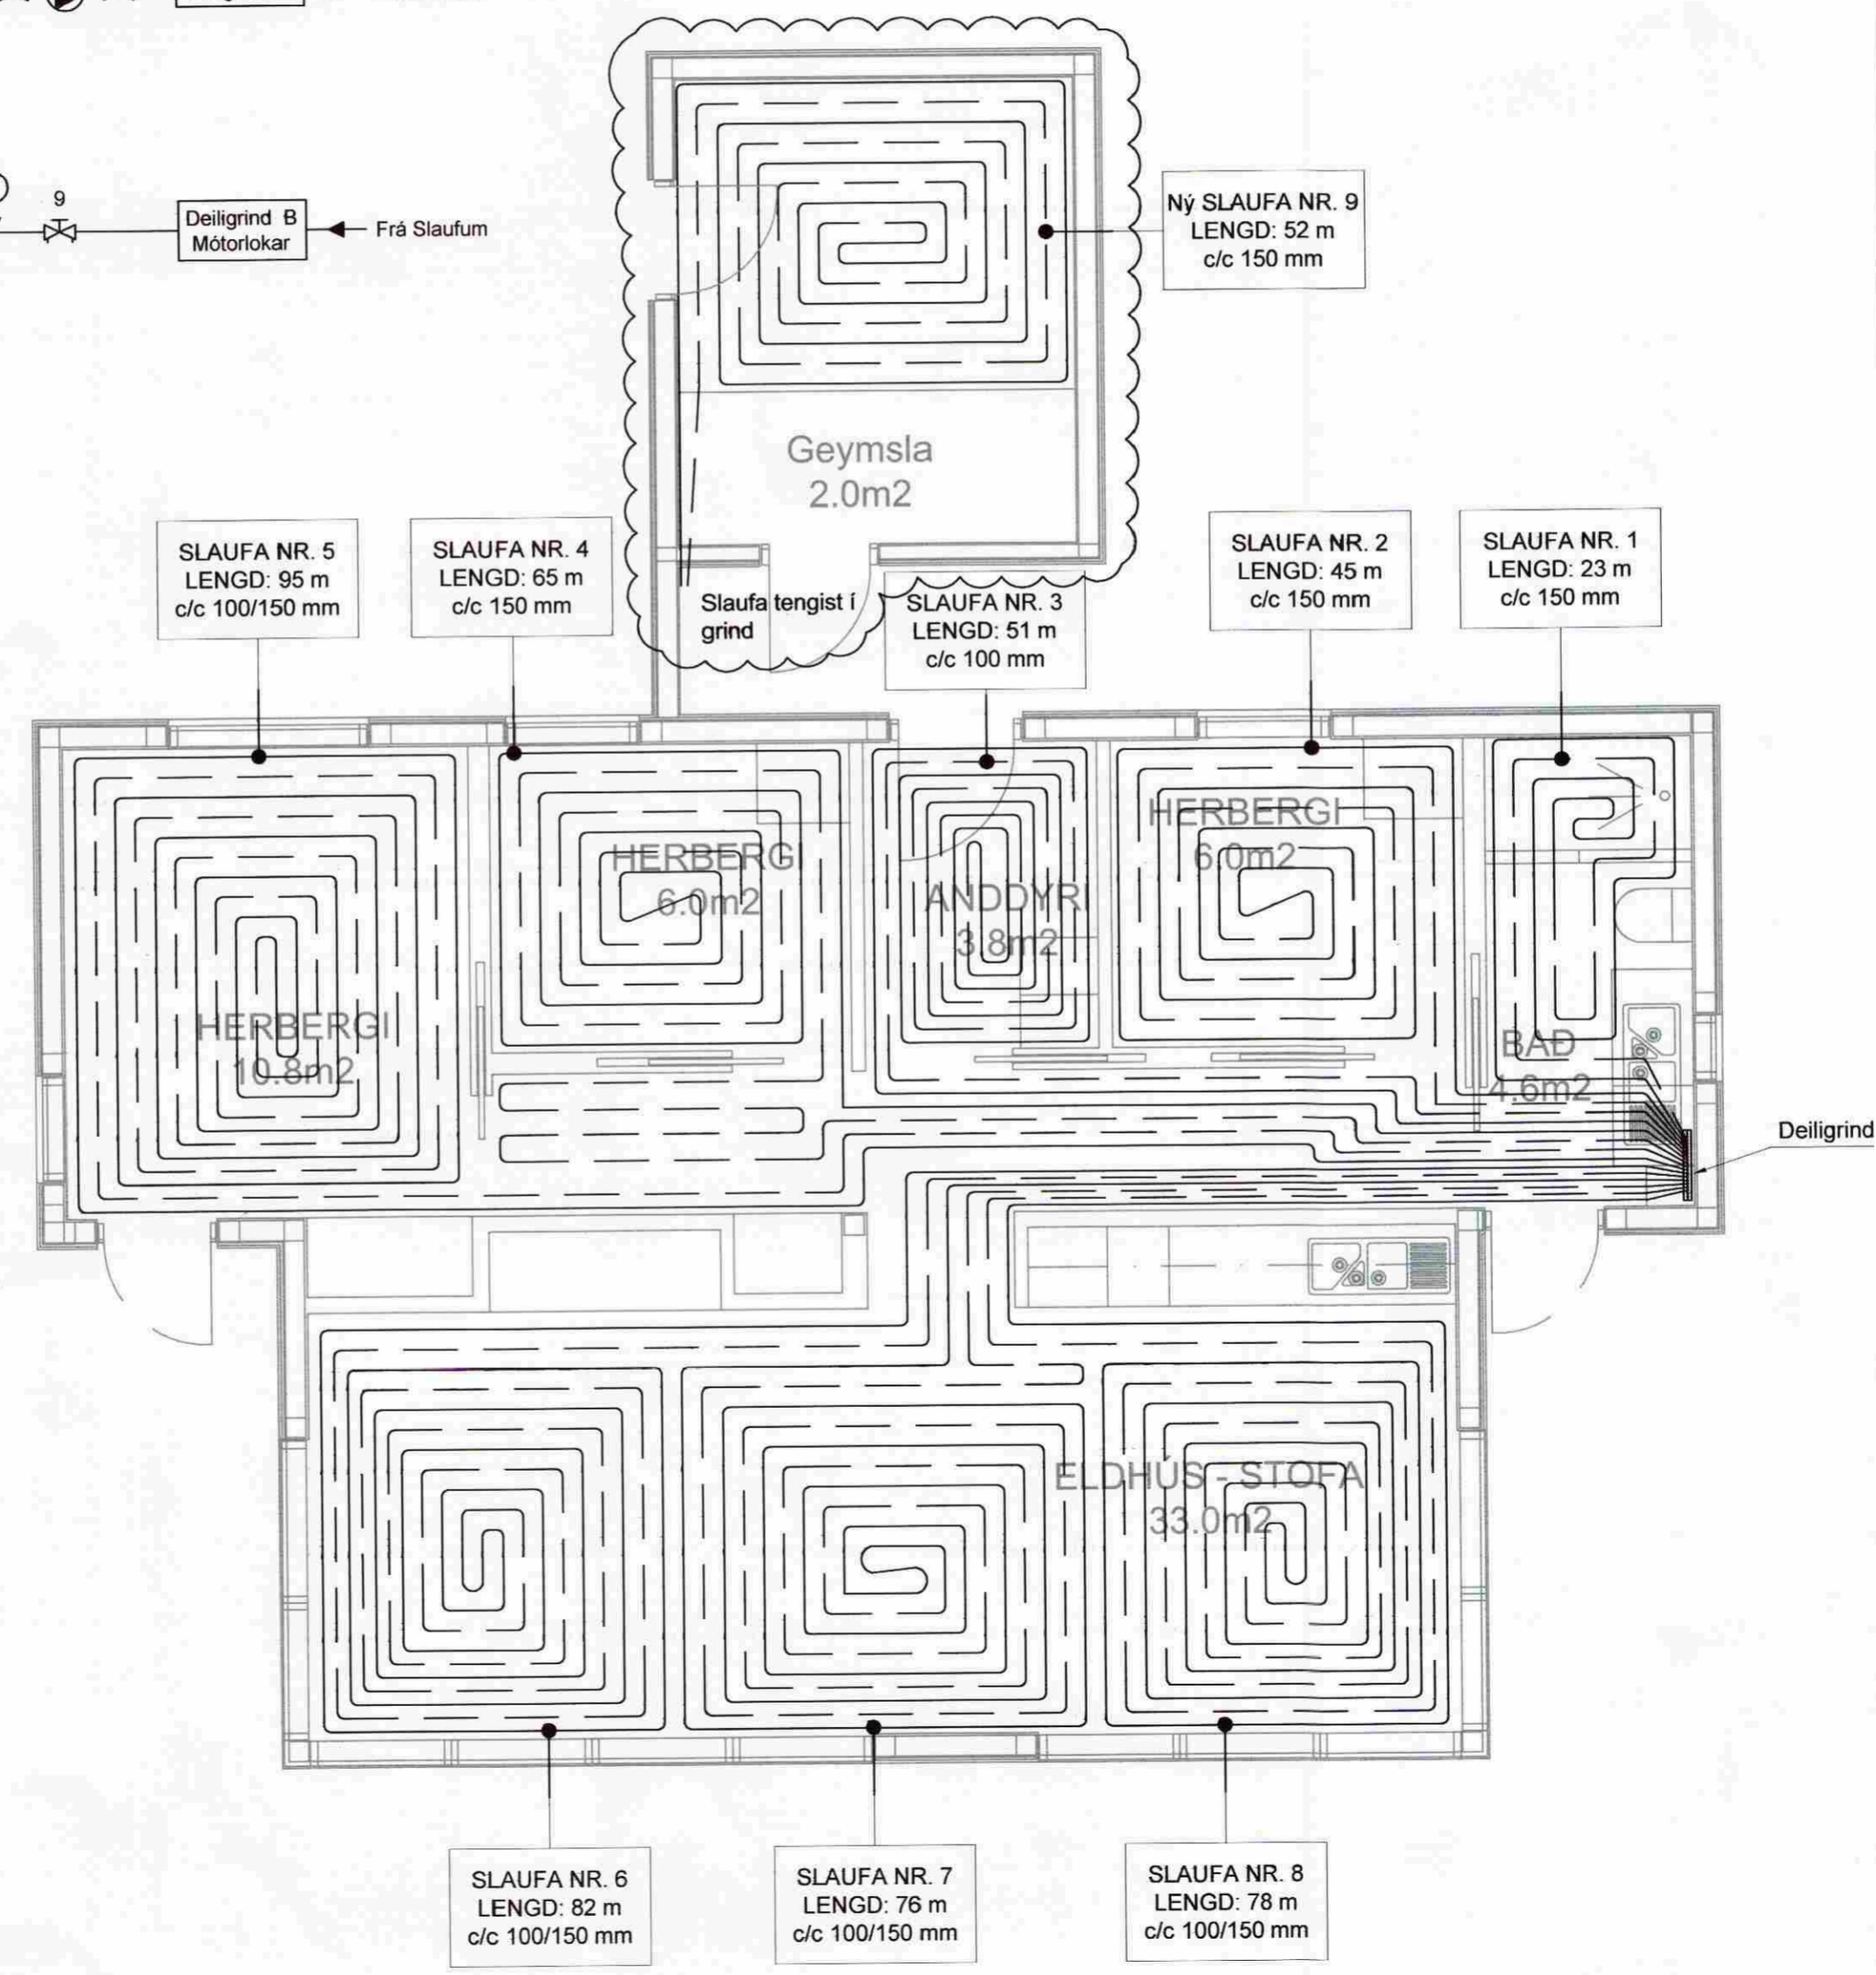 9
Deiligrind B
Mótorlokar
Frá Slaufum
Ný SLAUFA NR. 9
LENGD: 52 m
c/c 150 mm
Geymsla
2.0m2
SLAUFA NR. 5
LENGD: 95 m
c/c 100/150 mm
SLAUFA NR. 4
LENGD: 65 m
c/c 150 mm
Slaufa tengist í
grind
SLAUFA NR. 3
LENGD: 51 m
c/c 100 mm
SLAUFA NR. 2
LENGD: 45 m
c/c 150 mm
SLAUFA NR. 1
LENGD: 23 m
c/c 150 mm
HERBERGI
10.8m2
HERBERGI
6.0m2
ANDDYRI
3.8m2
HERBERGI
6.0m2
BAÐ
4.6m2
Deiligrind
ELDHÚS - STOFA
33.0m2
SLAUFA NR. 6
LENGD: 82 m
c/c 100/150 mm
SLAUFA NR. 7
LENGD: 76 m
c/c 100/150 mm
SLAUFA NR. 8
LENGD: 78 m
c/c 100/150 mm